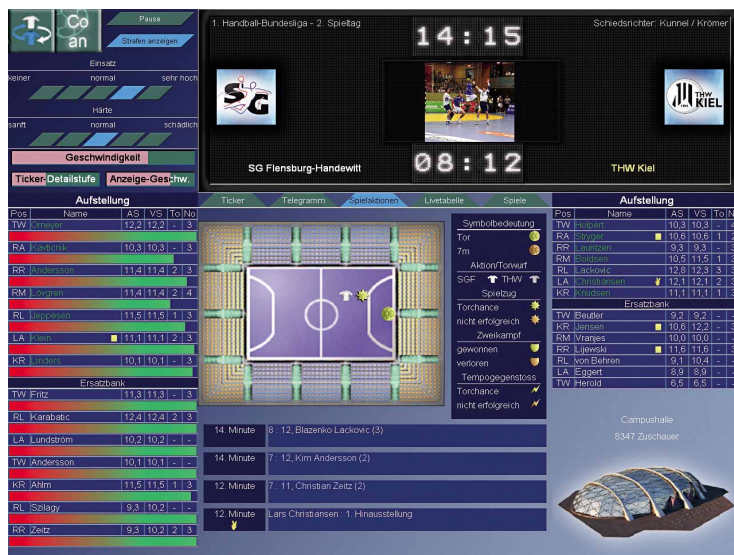 Co an
Pause
Strafen anzeigen
Einsatz
keiner normal sehr hoch
Härte
sanft normal schädlich
Geschwindigkeit
Ticker-Detailstufe Anzeige-Geschw.
1. Handball-Bundesliga - 2. Spieltag
14:15
Schiedsrichter: Kunnel / Krömer
SG
THW KIEL
SG Flensburg-Handewitt
08:12
THW Kiel
Aufstellung
Pos Name AS VS To No
TW Omeyer 12,2 12,2 - 3
RA Kavticnik 10,3 10,3 - 3
RR Andersson 11,4 11,4 2 3
RM Lövgren 11,4 11,4 2 4
RL Jeppesen 11,5 11,5 1 3
LA Klein 11,1 11,1 2 3
KR Linders 10,1 10,1 - 3
Ersatzbank
TW Fritz 11,3 11,3 - 3
RL Karabatic 12,4 12,4 2 3
LA Lundström 10,2 10,2 - -
TW Andersson 10,1 10,1 - -
KR Ahlm 11,5 11,5 1 3
RL Szilagy 9,3 10,2 - -
RR Zeitz 9,3 10,2 2 3
Ticker Telegramm Spielaktionen Livetabelle Spiele
Symbolbedeutung
Tor
7m
Aktion/Torwurf
SGF THW
Spielzug
Torchance
nicht erfolgreich
Zweikampf
gewonnen
verloren
Tempogegenstoss
Torchance
nicht erfolgreich
14. Minute 8 : 12, Blazenko Lackovic (3)
14. Minute 7 : 12, Kim Andersson (2)
12. Minute 7 : 11, Christian Zeitz (2)
12. Minute Lars Christiansen : 1. Hinausstellung
Aufstellung
Pos Name AS VS To
TW Holpert 10,3 10,3 -
RA Stryger 10,6 10,6 1
RR Lauritzen 9,3 9,3 -
RM Boldsen 10,5 11,5 1
RL Lackovic 12,8 12,3 3
LA Christiansen 12,1 12,1 2
KR Knudsen 11,1 11,1 1
Ersatzbank
TW Beutler 9,2 9,2 -
KR Jensen 10,6 12,2 -
RM Vranjes 10,0 10,0 -
RR Lijewski 11,6 11,6 -
RL von Behren 9,1 10,4 -
LA Eggert 8,9 8,9 -
TW Herold 6,5 6,5 -
Campushalle
8347 Zuschauer